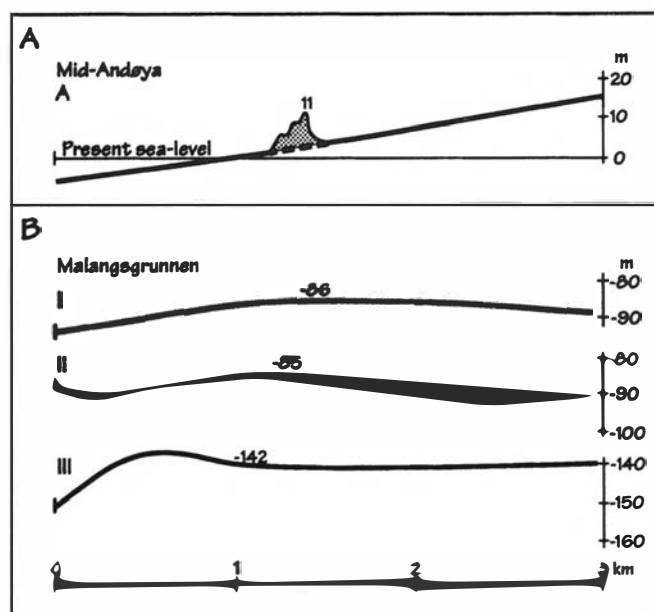 A
Mid-Andøya
A
m
20
10
0
11
Present sea-level
B
Malangsgrunnen
m
I
-86
-80
-90
II
-85
-80
-90
-100
III
-142
-140
-150
-160
0 1 2 3 km